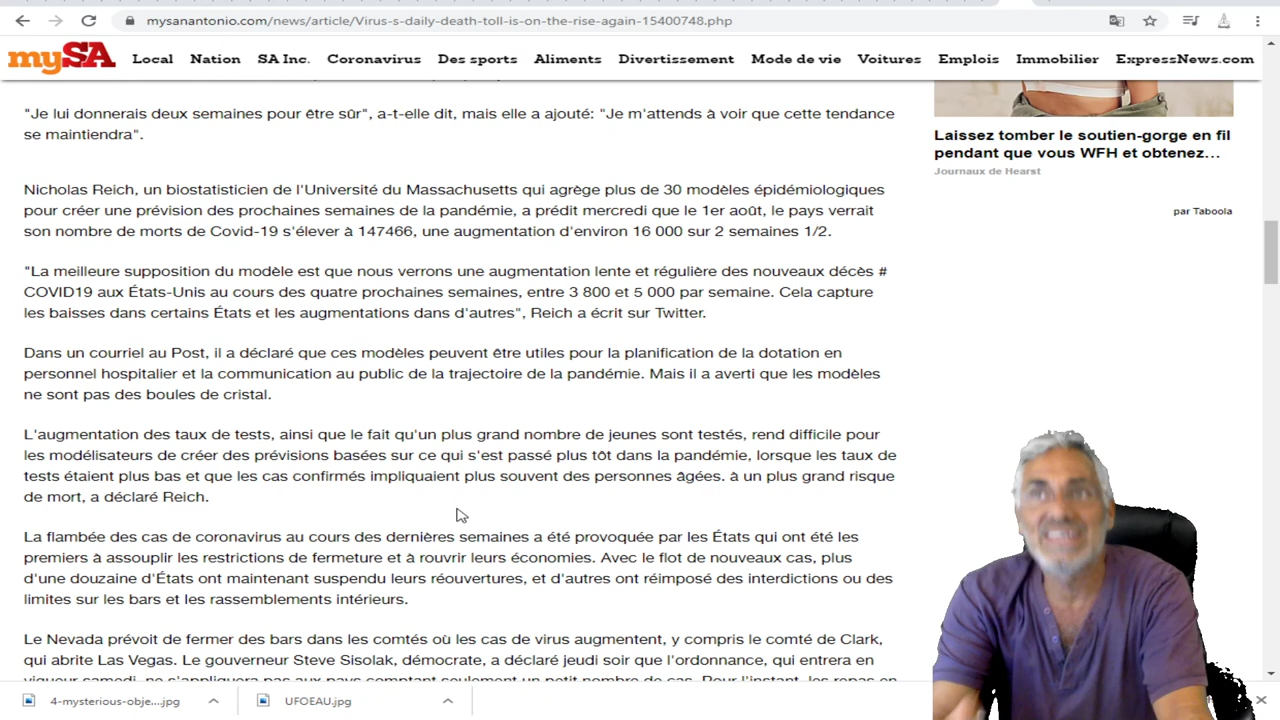 mysanantonio.com/news/article/Virus-s-daily-death-toll-is-on-the-rise-again-15400748.php
mySA
Local Nation SA Inc. Coronavirus Des sports Aliments Divertissement Mode de vie Voitures Emplois Immobilier ExpressNews.com
"Je lui donnerais deux semaines pour être sûr", a-t-elle dit, mais elle a ajouté: "Je m'attends à voir que cette tendance
se maintiendra".
Nicholas Reich, un biostatisticien de l'Université du Massachusetts qui agrège plus de 30 modèles épidémiologiques
pour créer une prévision des prochaines semaines de la pandémie, a prédit mercredi que le 1er août, le pays verrait
son nombre de morts de Covid-19 s'élever à 147466, une augmentation d'environ 16 000 sur 2 semaines 1/2.
"La meilleure supposition du modèle est que nous verrons une augmentation lente et régulière des nouveaux décès #
COVID19 aux États-Unis au cours des quatre prochaines semaines, entre 3 800 et 5 000 par semaine. Cela capture
les baisses dans certains États et les augmentations dans d'autres", Reich a écrit sur Twitter.
Dans un courriel au Post, il a déclaré que ces modèles peuvent être utiles pour la planification de la dotation en
personnel hospitalier et la communication au public de la trajectoire de la pandémie. Mais il a averti que les modèles
ne sont pas des boules de cristal.
L'augmentation des taux de tests, ainsi que le fait qu'un plus grand nombre de jeunes sont testés, rend difficile pour
les modélisateurs de créer des prévisions basées sur ce qui s'est passé plus tôt dans la pandémie, lorsque les taux de
tests étaient plus bas et que les cas confirmés impliquaient plus souvent des personnes âgées. à un plus grand risque
de mort, a déclaré Reich.
La flambée des cas de coronavirus au cours des dernières semaines a été provoquée par les États qui ont été les
premiers à assouplir les restrictions de fermeture et à rouvrir leurs économies. Avec le flot de nouveaux cas, plus
d'une douzaine d'États ont maintenant suspendu leurs réouvertures, et d'autres ont réimposé des interdictions ou des
limites sur les bars et les rassemblements intérieurs.
Le Nevada prévoit de fermer des bars dans les comtés où les cas de virus augmentent, y compris le comté de Clark,
qui abrite Las Vegas. Le gouverneur Steve Sisolak, démocrate, a déclaré jeudi soir que l'ordonnance, qui entrera en
vigueur samedi, ne s'appliquera pas aux pays comptant seulement un petit nombre de cas. Pour l'instant, les repas en
Laissez tomber le soutien-gorge en fil
pendant que vous WFH et obtenez…
Journaux de Hearst
par Taboola
4-mysterious-obje....jpg
UFOEAU.jpg